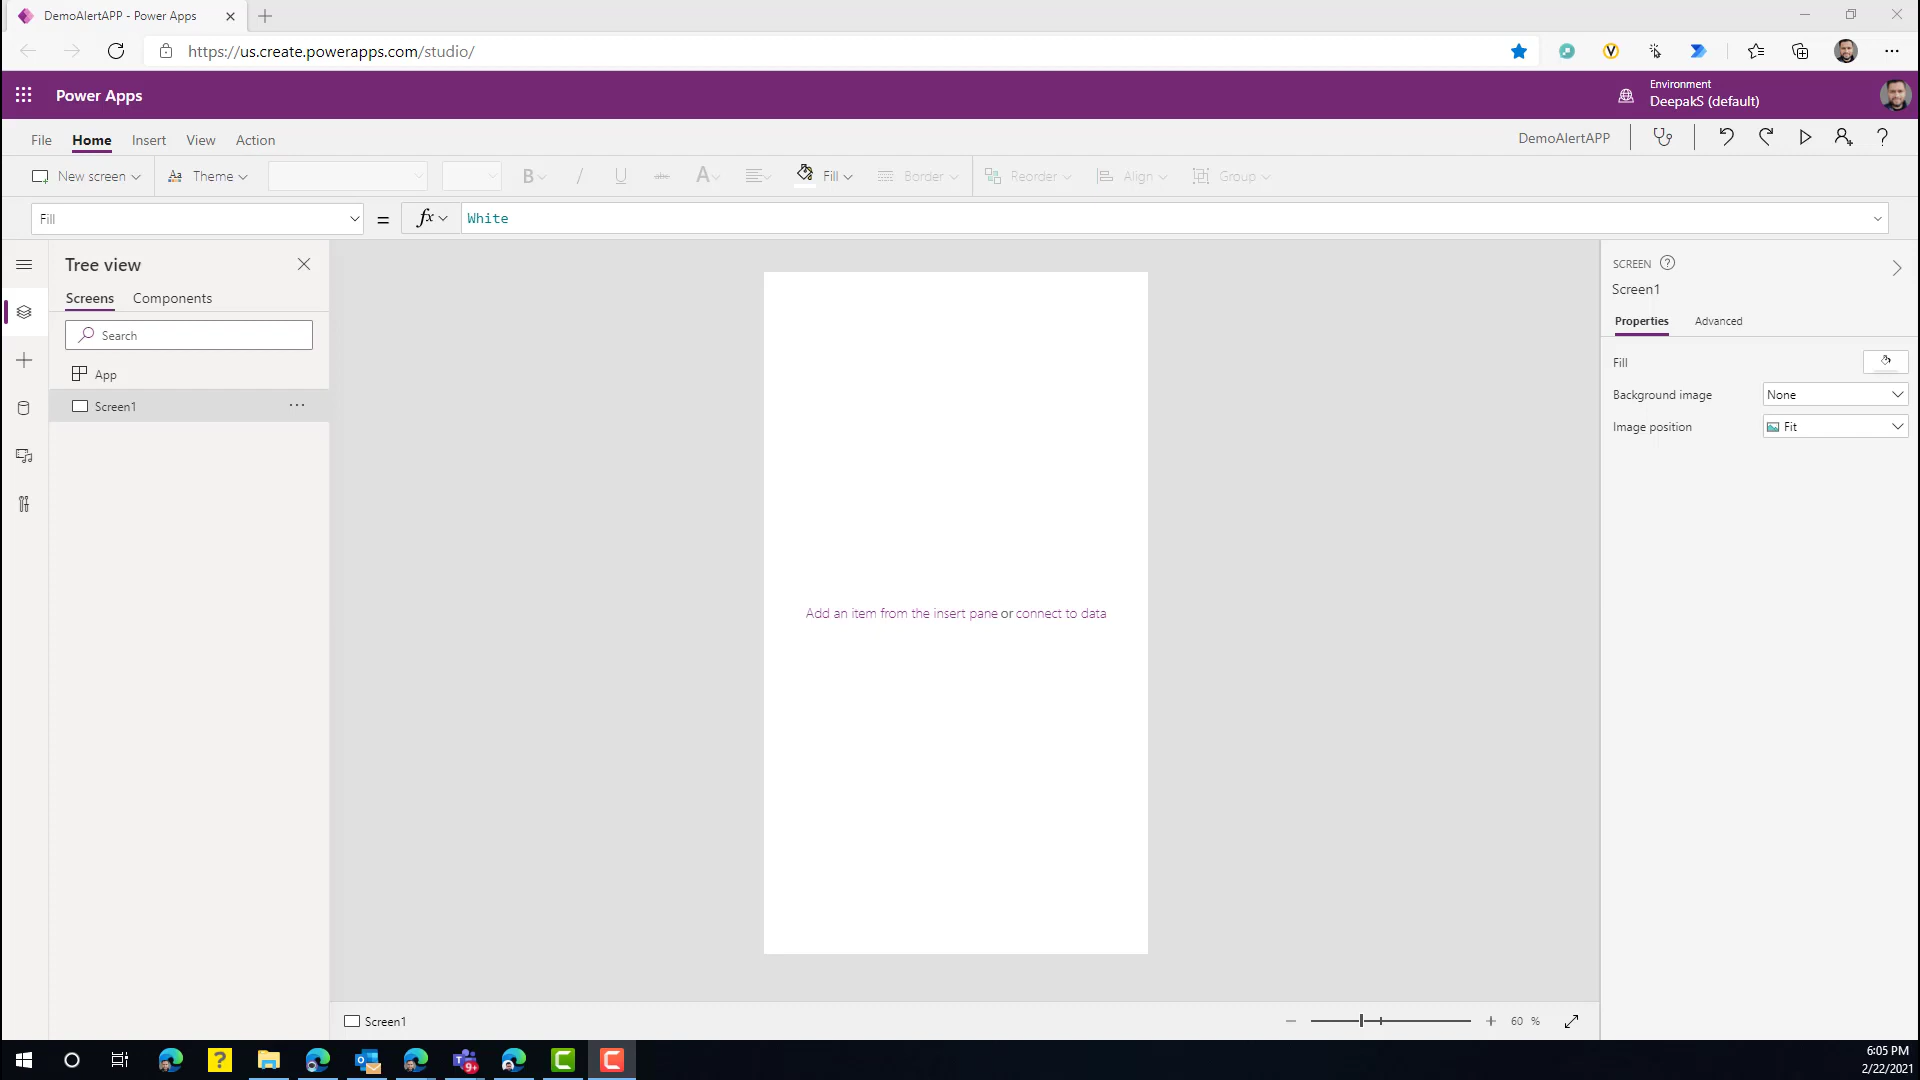 DemoAlertAPP - Power Apps
https://us.create.powerapps.com/studio/
Power Apps
Environment
DeepakS (default)
File Home Insert View Action
DemoAlertAPP
New screen Theme B / U abc A Fill Border Reorder Align Group
Fill = fx White
Tree view
Screens Components
Search
App
Screen1
Add an item from the insert pane or connect to data
SCREEN
Screen1
Properties Advanced
Fill
Background image None
Image position Fit
Screen1
60 %
9+
6:05 PM
2/22/2021